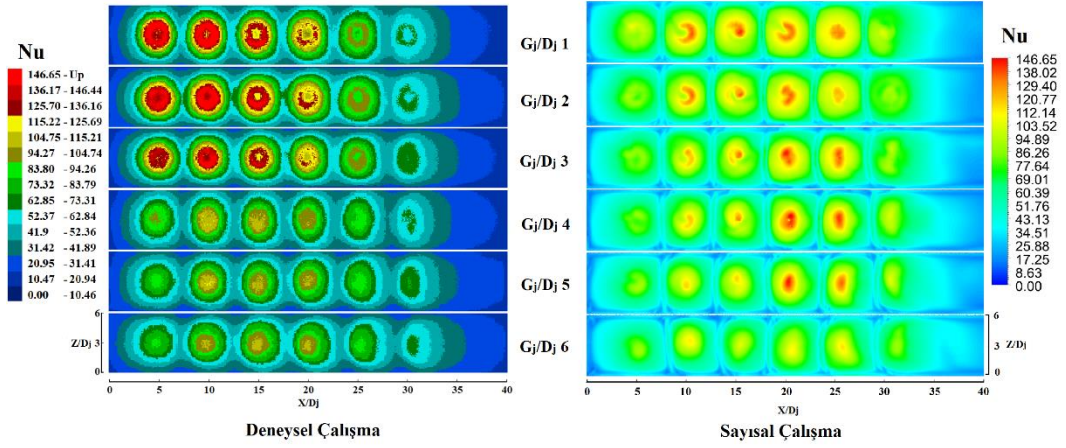 Nu
146.65 - Up
136.17 - 146.44
125.70 - 136.16
115.22 - 125.69
104.75 - 115.21
94.27 - 104.74
83.80 - 94.26
73.32 - 83.79
62.85 - 73.31
52.37 - 62.84
41.9 - 52.36
31.42 - 41.89
20.95 - 31.41
10.47 - 20.94
0.00 - 10.46
6
Z/Dj 3
0
0 5 10 15 20 25 30 35 40
X/Dj
Deneysel Çalışma
Gj/Dj 1
Gj/Dj 2
Gj/Dj 3
Gj/Dj 4
Gj/Dj 5
Gj/Dj 6
Nu
146.65
138.02
129.40
120.77
112.14
103.52
94.89
86.26
77.64
69.01
60.39
51.76
43.13
34.51
25.88
17.25
8.63
0.00
6
3 Z/Dj
0
0 5 10 15 20 25 30 35 40
X/Dj
Sayısal Çalışma